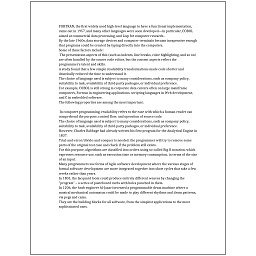 FORTRAN, the first widely used high-level language to have a functional implementation,
came out in 1957, and many other languages were soon developed—in particular, COBOL
aimed at commercial data processing, and Lisp for computer research.
By the late 1960s, data storage devices and computer terminals became inexpensive enough
that programs could be created by typing directly into the computers.
Some of these factors include:
The presentation aspects of this (such as indents, line breaks, color highlighting, and so on)
are often handled by the source code editor, but the content aspects reflect the
programmer's talent and skills.
A study found that a few simple readability transformations made code shorter and
drastically reduced the time to understand it.
The choice of language used is subject to many considerations, such as company policy,
suitability to task, availability of third-party packages, or individual preference.
For example, COBOL is still strong in corporate data centers often on large mainframe
computers, Fortran in engineering applications, scripting languages in Web development,
and C in embedded software.
The following properties are among the most important:
In computer programming, readability refers to the ease with which a human reader can
comprehend the purpose, control flow, and operation of source code.
The choice of language used is subject to many considerations, such as company policy,
suitability to task, availability of third-party packages, or individual preference.
However, Charles Babbage had already written his first program for the Analytical Engine in
1837.
Trial-and-error/divide-and-conquer is needed: the programmer will try to remove some
parts of the original test case and check if the problem still exists.
For this purpose, algorithms are classified into orders using so-called Big O notation, which
expresses resource use, such as execution time or memory consumption, in terms of the size
of an input.
Many programmers use forms of Agile software development where the various stages of
formal software development are more integrated together into short cycles that take a few
weeks rather than years.
In 1801, the Jacquard loom could produce entirely different weaves by changing the
"program" - a series of pasteboard cards with holes punched in them.
In 1206, the Arab engineer Al-Jazari invented a programmable drum machine where a
musical mechanical automaton could be made to play different rhythms and drum patterns,
via pegs and cams.
They are the building blocks for all software, from the simplest applications to the most
sophisticated ones.